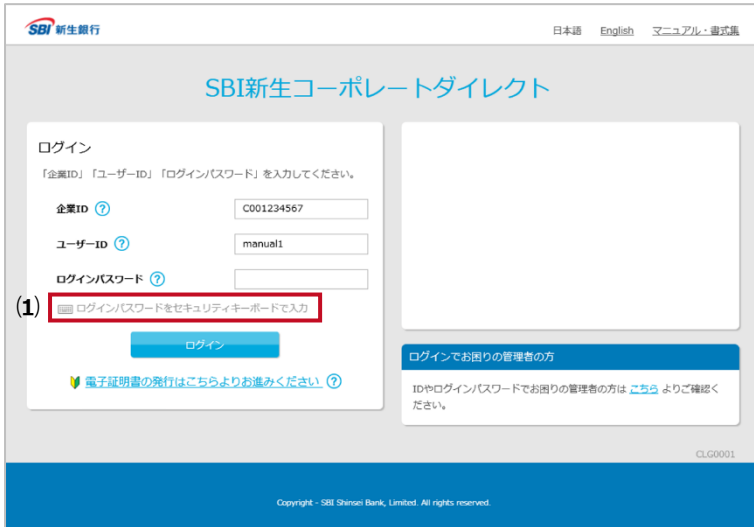 SBI 新生銀行
日本語 English マニュアル・書式集
SBI新生コーポレートダイレクト
ログイン
「企業ID」「ユーザーID」「ログインパスワード」を入力してください。
企業ID ? C001234567
ユーザーID ? manual1
ログインパスワード ?
(1) ログインパスワードをセキュリティキーボードで入力
ログイン
電子証明書の発行はこちらよりお進みください ?
ログインでお困りの管理者の方
IDやログインパスワードでお困りの管理者の方は こちら よりご確認く
ださい。
CLG0001
Copyright - SBI Shinsei Bank, Limited. All rights reserved.